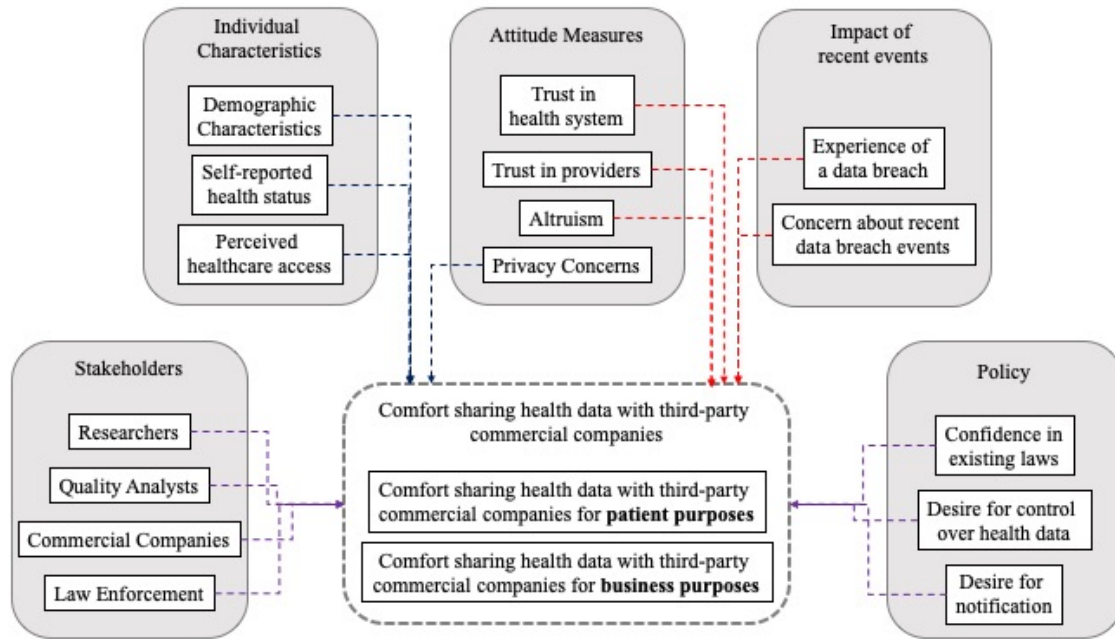 Individual
Characteristics
Demographic
Characteristics
Self-reported
health status
Perceived
healthcare access
Attitude Measures
Trust in
health system
Trust in providers
Altruism
Privacy Concerns
Impact of
recent events
Experience of
a data breach
Concern about recent
data breach events
Stakeholders
Researchers
Quality Analysts
Commercial Companies
Law Enforcement
Comfort sharing health data with third-party
commercial companies
Comfort sharing health data with third-party
commercial companies for patient purposes
Comfort sharing health data with third-party
commercial companies for business purposes
Policy
Confidence in
existing laws
Desire for control
over health data
Desire for
notification